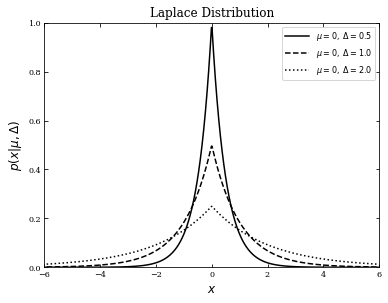 Laplace Distribution
μ = 0, Δ = 0.5
μ = 0, Δ = 1.0
μ = 0, Δ = 2.0
p(x|μ, Δ)
1.0
0.8
0.6
0.4
0.2
0.0
−6 −4 −2 0 2 4 6
x